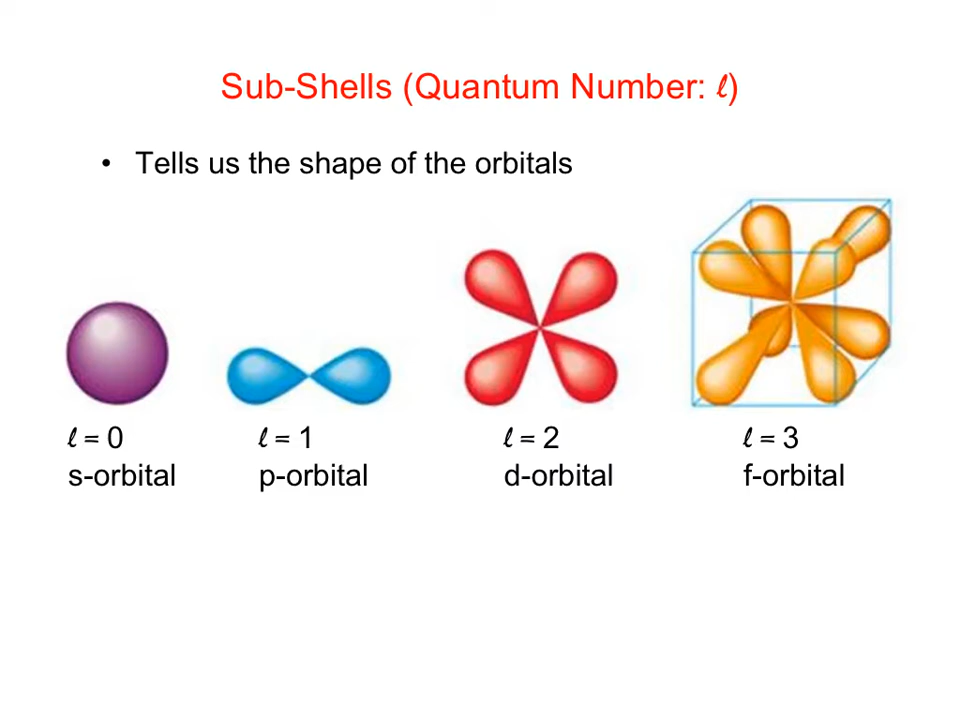 Sub-Shells (Quantum Number: ℓ)
• Tells us the shape of the orbitals
ℓ = 0
s-orbital
ℓ = 1
p-orbital
ℓ = 2
d-orbital
ℓ = 3
f-orbital